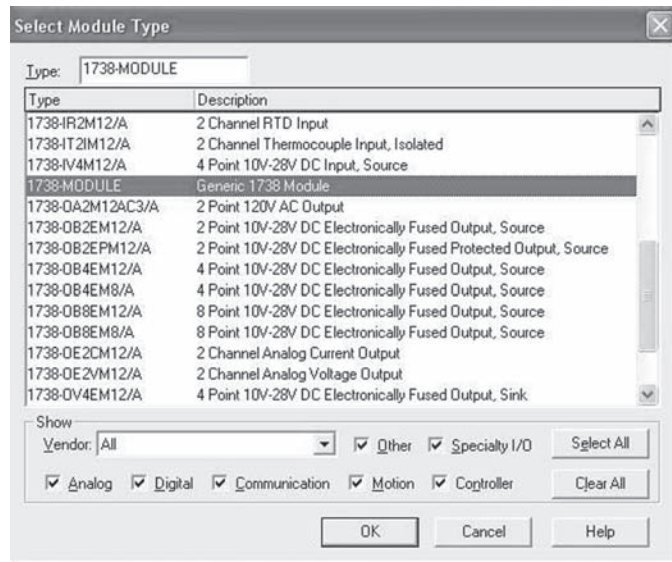 Select Module Type
Type: 1738-MODULE
Type Description
1738-IR2M12/A 2 Channel RTD Input
1738-IT2IM12/A 2 Channel Thermocouple Input, Isolated
1738-IV4M12/A 4 Point 10V-28V DC Input, Source
1738-MODULE Generic 1738 Module
1738-OA2M12AC3/A 2 Point 120V AC Output
1738-OB2EM12/A 2 Point 10V-28V DC Electronically Fused Output, Source
1738-OB2EPM12/A 2 Point 10V-28V DC Electronically Fused Protected Output, Source
1738-OB4EM12/A 4 Point 10V-28V DC Electronically Fused Output, Source
1738-OB4EM8/A 4 Point 10V-28V DC Electronically Fused Output, Source
1738-OB8EM12/A 8 Point 10V-28V DC Electronically Fused Output, Source
1738-OB8EM8/A 8 Point 10V-28V DC Electronically Fused Output, Source
1738-OE2CM12/A 2 Channel Analog Current Output
1738-OE2VM12/A 2 Channel Analog Voltage Output
1738-OV4EM12/A 4 Point 10V-28V DC Electronically Fused Output, Sink
Show
Vendor: All Other Specialty I/O Select All
Analog Digital Communication Motion Controller Clear All
OK Cancel Help